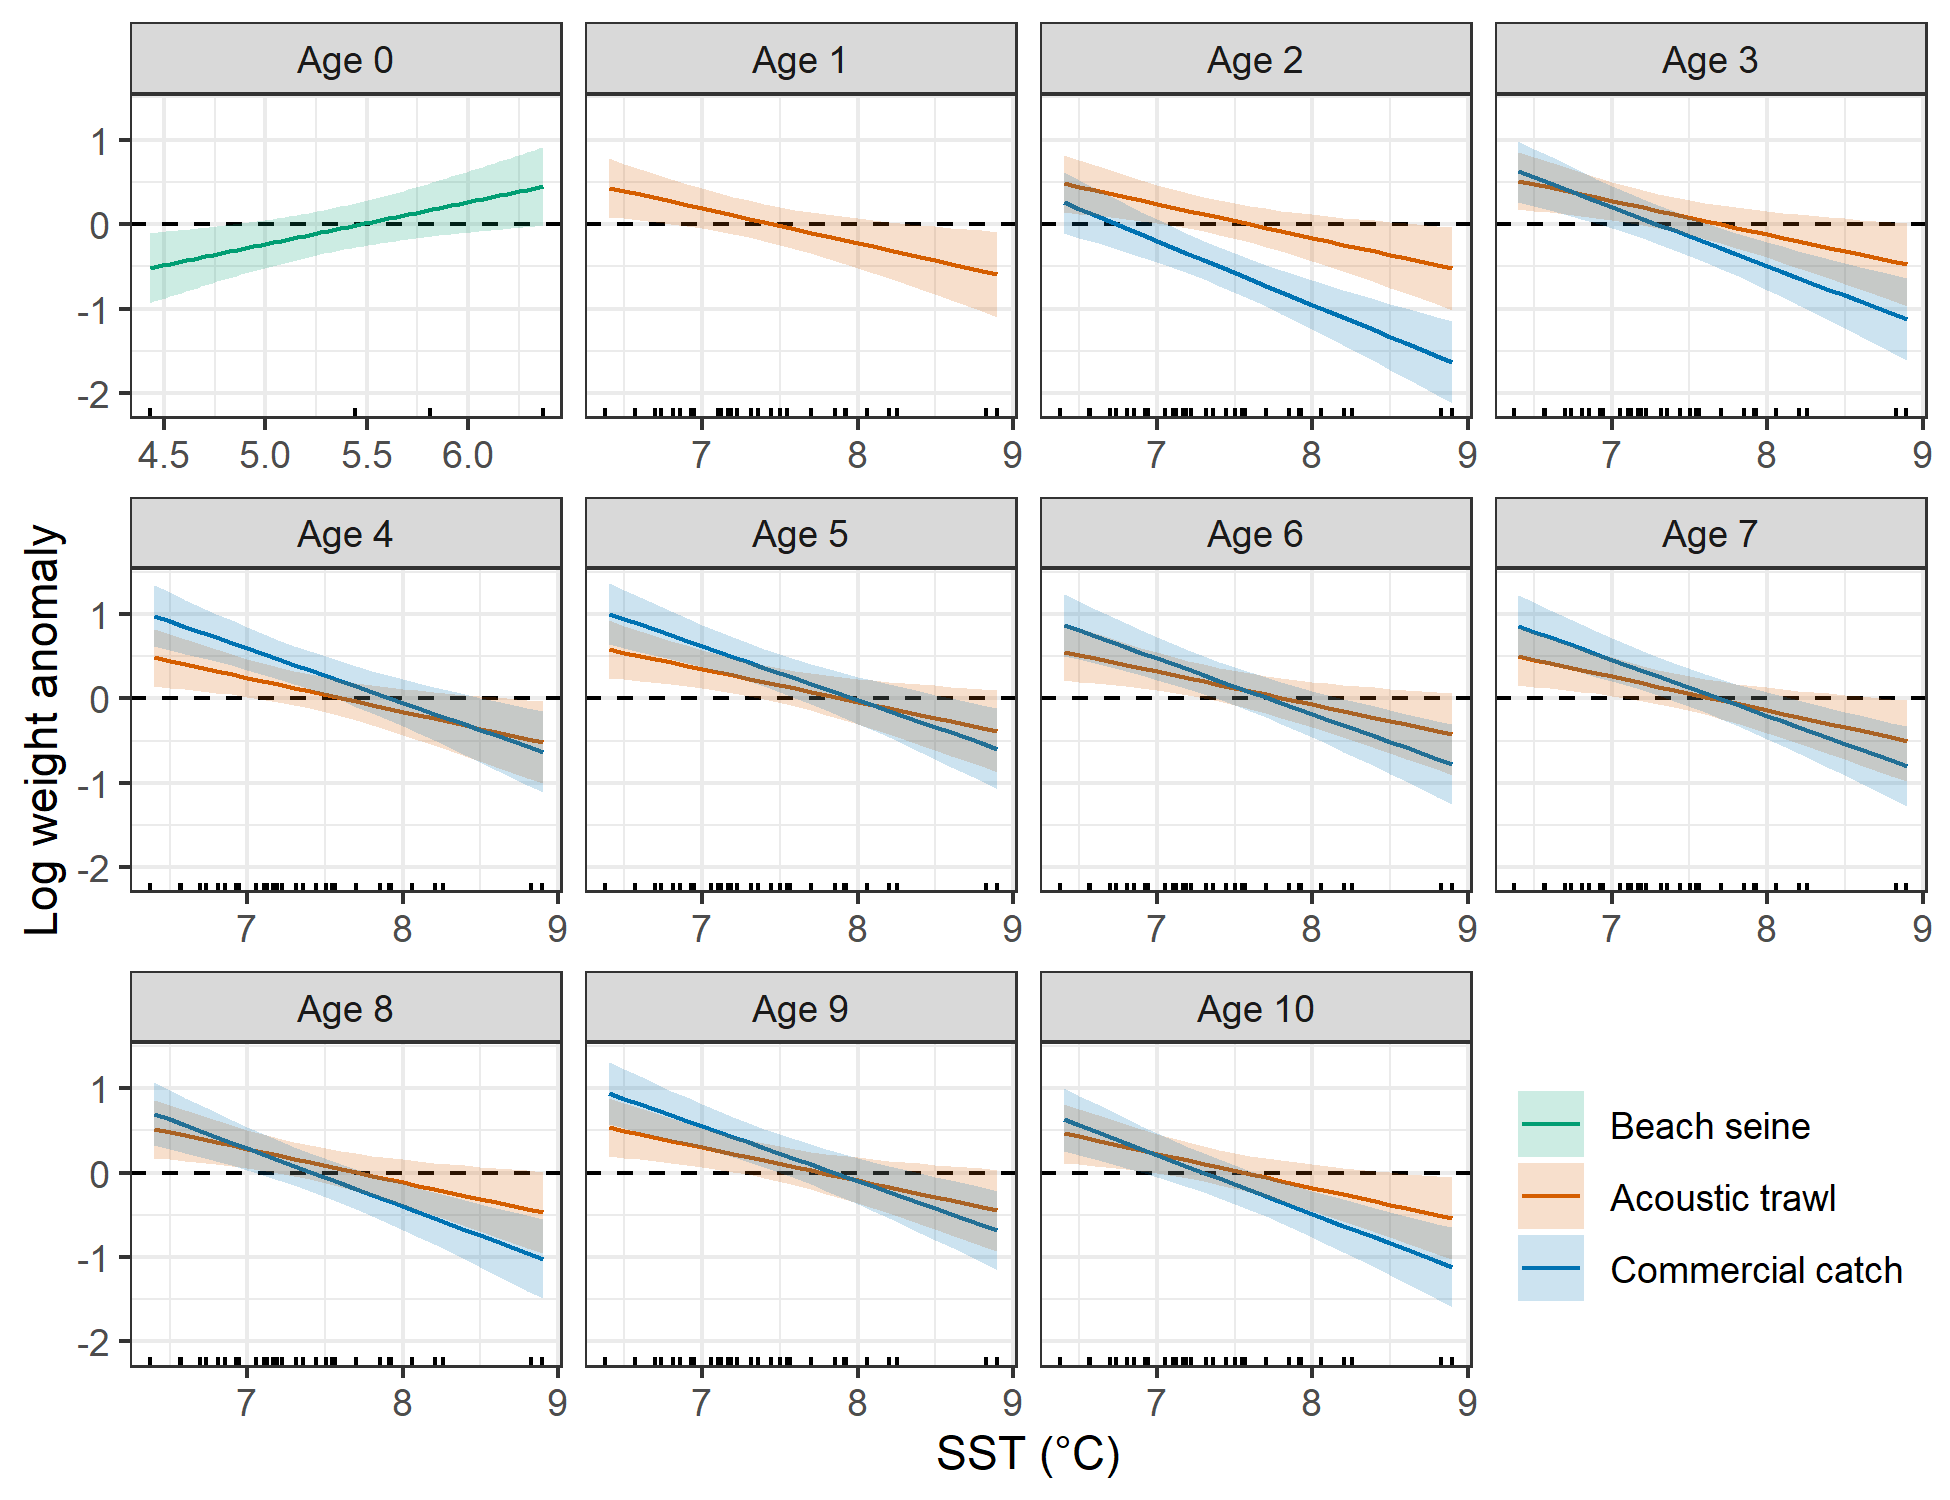 Age 0 Age 1 Age 2 Age 3
1
0
-1
-2
4.5 5.0 5.5 6.0 7 8 9 7 8 9 7 8 9
Age 4 Age 5 Age 6 Age 7
1
0
-1
-2
7 8 9 7 8 9 7 8 9 7 8 9
Log weight anomaly
Age 8 Age 9 Age 10
1
0
-1
-2
7 8 9 7 8 9 7 8 9
SST (°C)
Beach seine
Acoustic trawl
Commercial catch